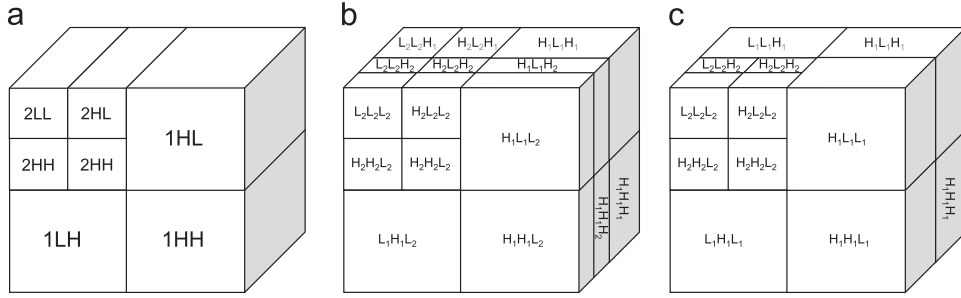 a
2LL 2HL
1HL
2HH 2HH
1LH 1HH
b
L₂L₂H₁ H₂L₂H₁ H₁L₁H₁
L₂L₂H₂ H₂L₂H₂ H₁L₁H₂
L₂L₂L₂ H₂L₂L₂
H₁L₁L₂
H₂H₂L₂ H₂H₂L₂
L₁H₁L₂ H₁H₁L₂
H₁H₁H₂
H₁H₁H₁
c
L₁L₁H₁ H₁L₁H₁
L₂L₂H₂ H₂L₂H₂
L₂L₂L₂ H₂L₂L₂
H₁L₁L₁
H₂H₂L₂ H₂H₂L₂
L₁H₁L₁ H₁H₁L₁
H₁H₁H₁